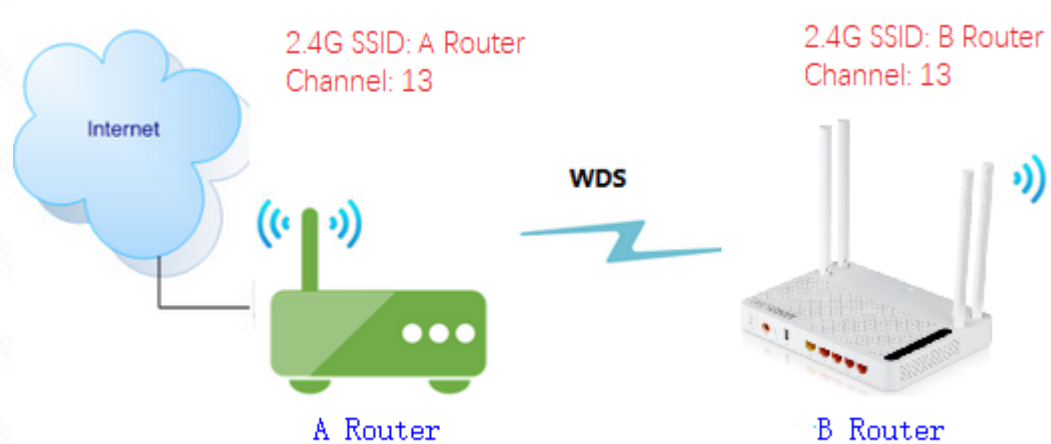 2.4G SSID: A Router
Channel: 13
2.4G SSID: B Router
Channel: 13
Internet
WDS
A Router
B Router